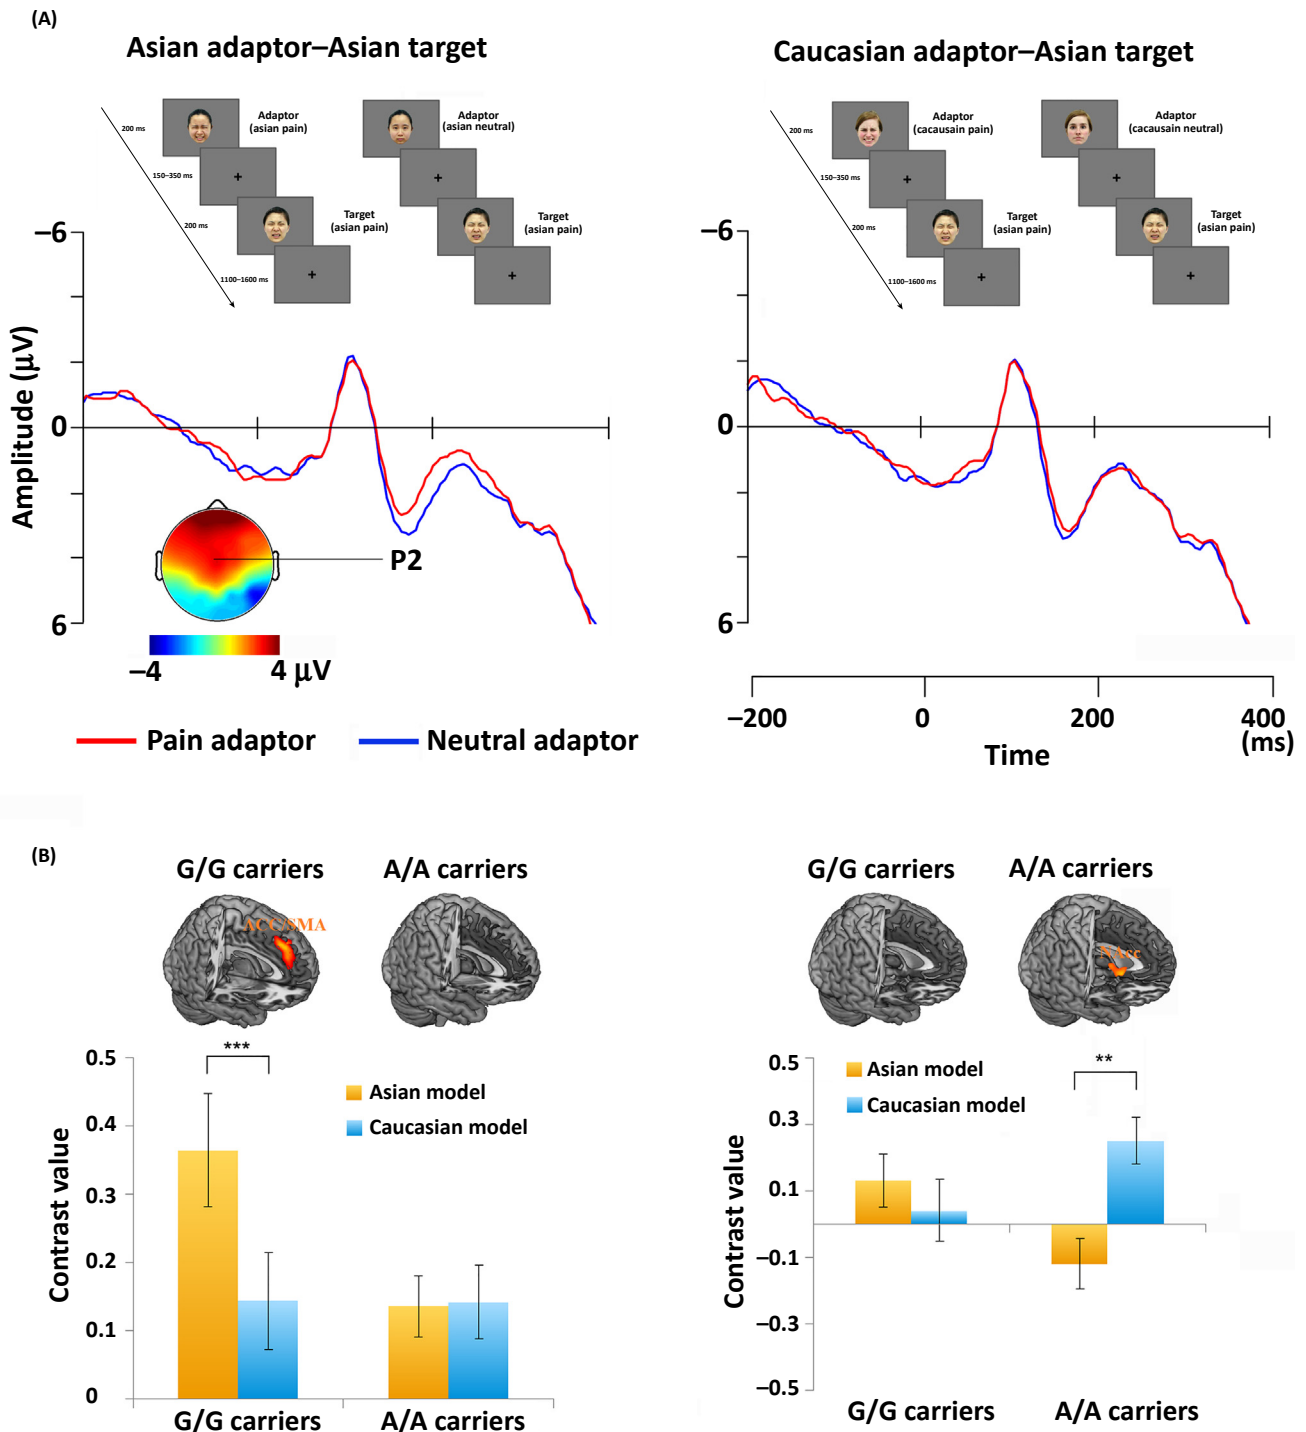 (A)
Asian adaptor–Asian target
Caucasian adaptor–Asian target
200 ms
Adaptor
(asian pain)
Adaptor
(asian neutral)
150–350 ms
200 ms
Target
(asian pain)
Target
(asian pain)
1100–1600 ms
200 ms
Adaptor
(cacausain pain)
Adaptor
(cacausain neutral)
150–350 ms
200 ms
Target
(asian pain)
Target
(asian pain)
1100–1600 ms
Amplitude (μV)
–6
0
6
P2
–4
4 μV
–6
0
6
–200
0
200
400
(ms)
Time
Pain adaptor
Neutral adaptor
(B)
G/G carriers
A/A carriers
ACC/SMA
G/G carriers
A/A carriers
NAcc
Contrast value
0.5
0.4
0.3
0.2
0.1
0
***
Asian model
Caucasian model
G/G carriers
A/A carriers
Contrast value
0.5
0.3
0.1
–0.1
–0.3
–0.5
Asian model
Caucasian model
**
G/G carriers
A/A carriers